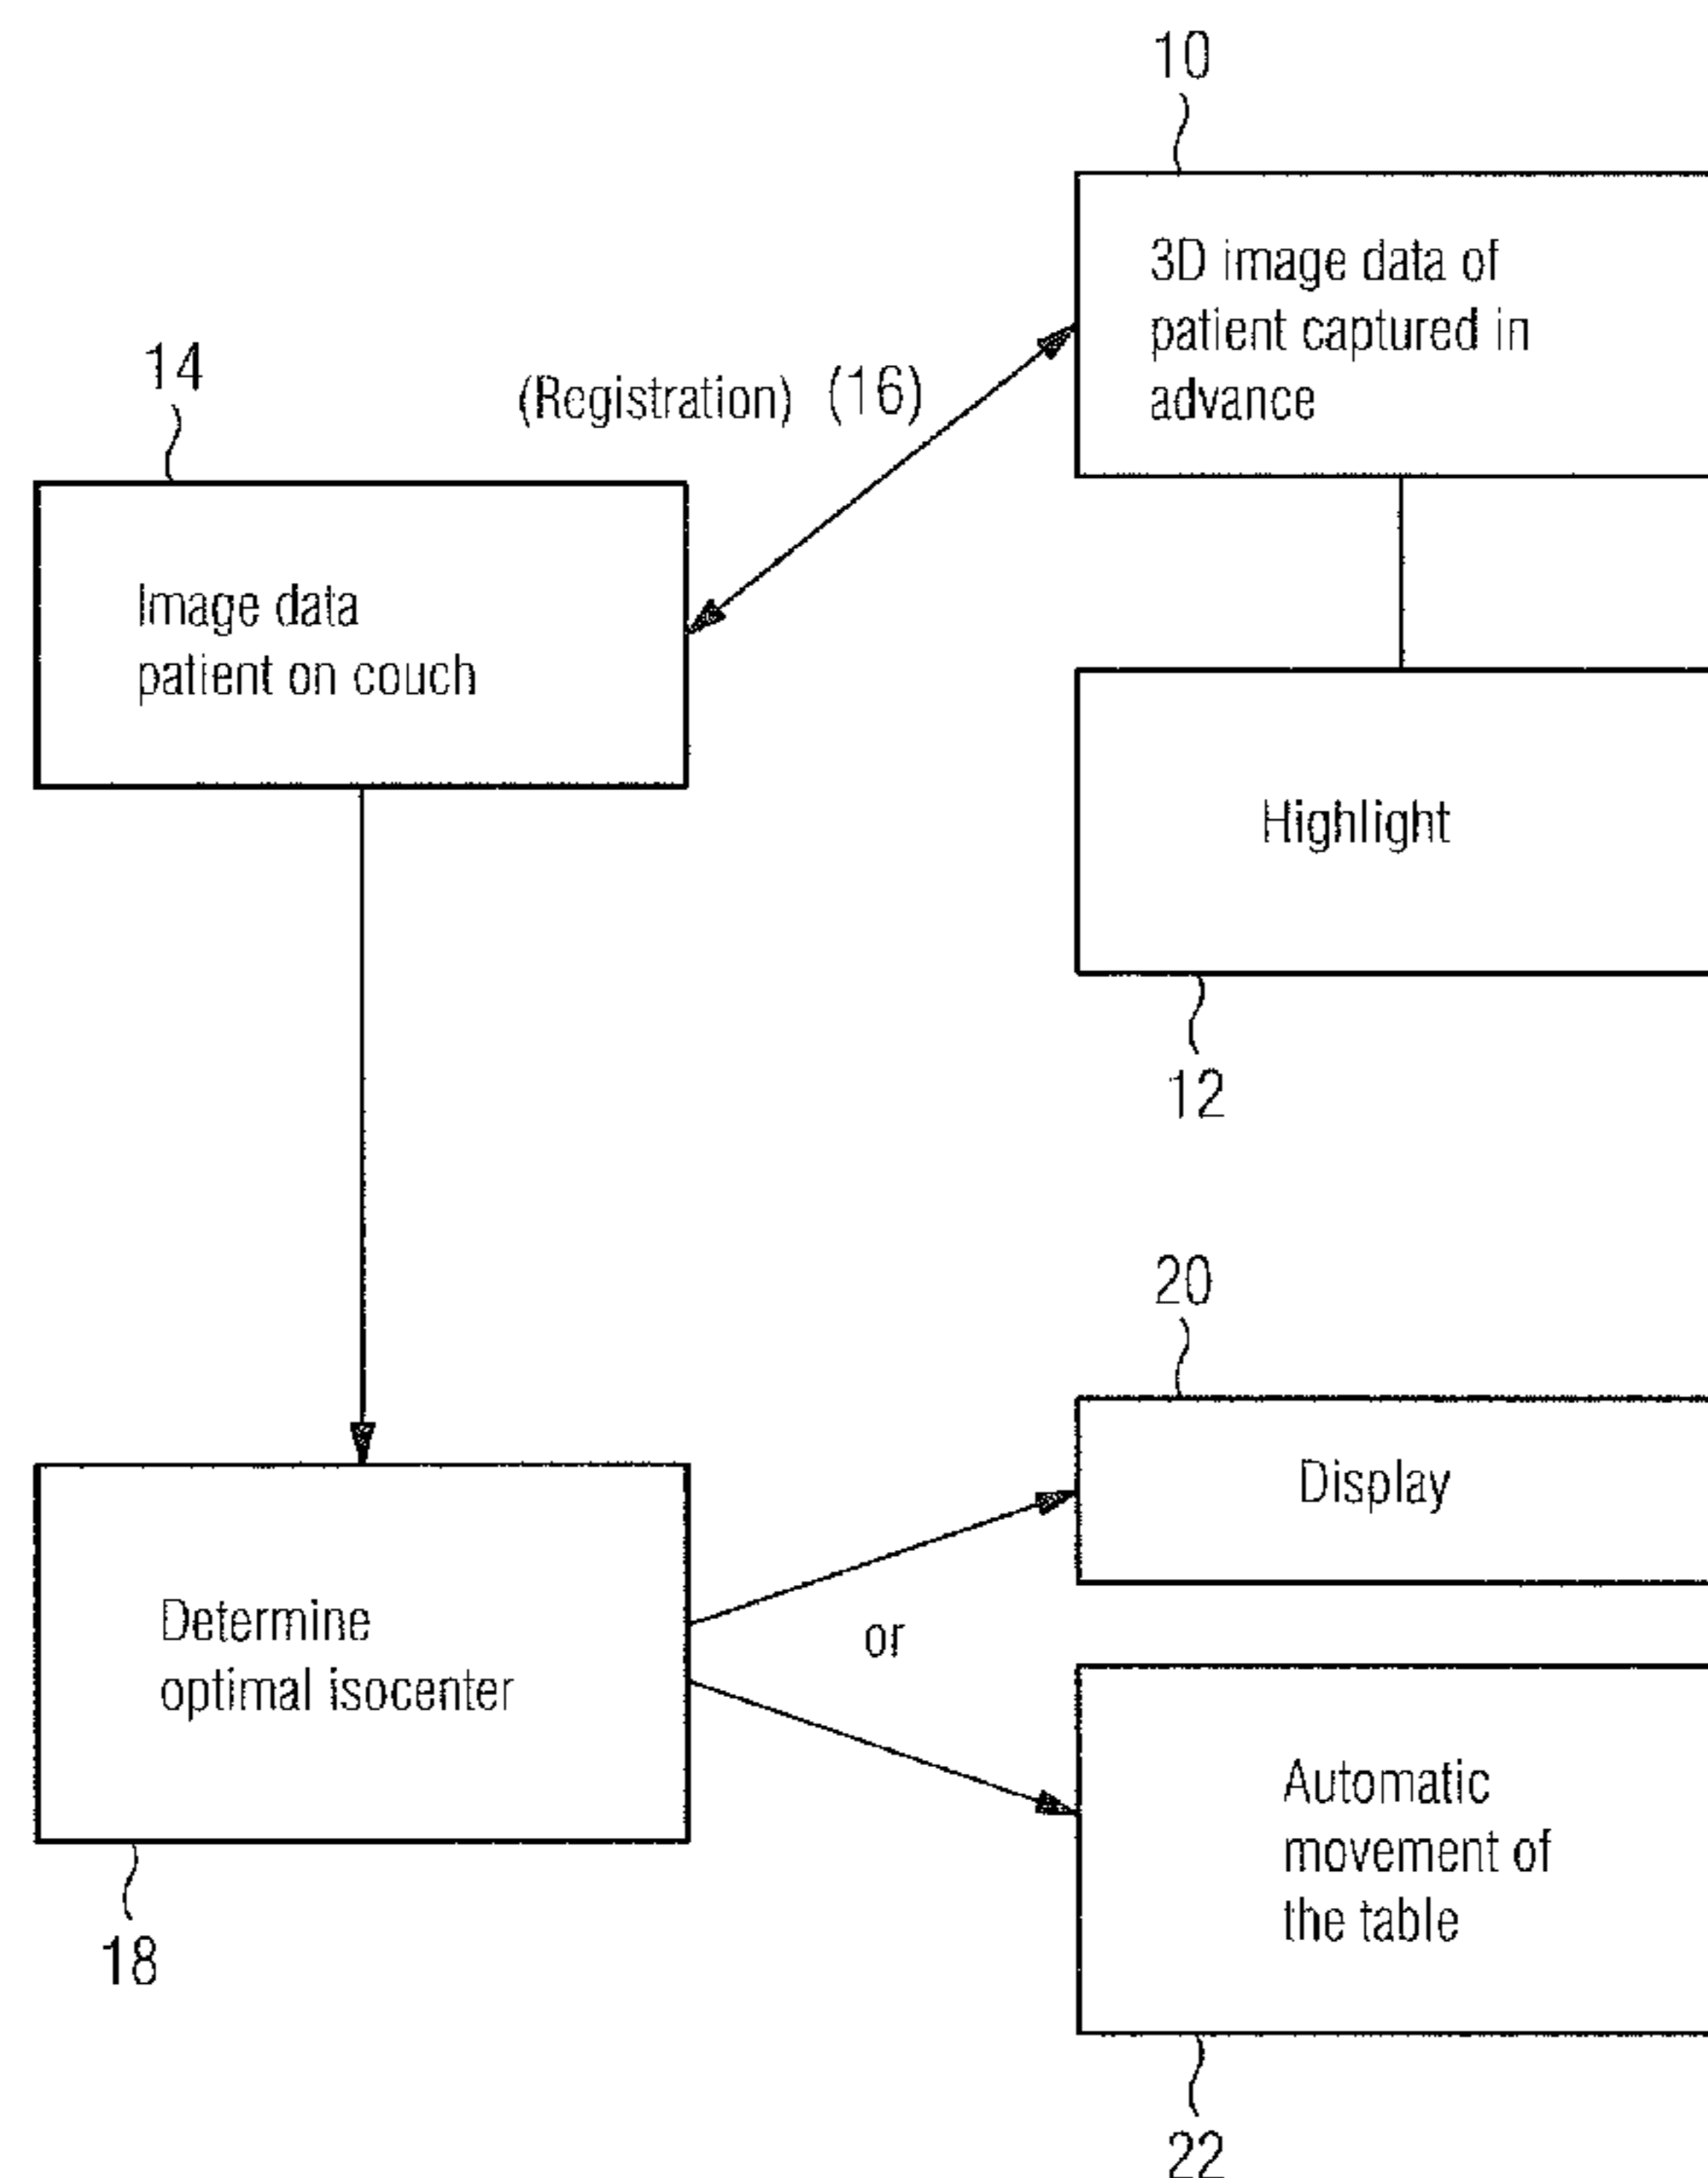 10
3D image data of
patient captured in
advance
14
(Registration) (16)
Image data
patient on couch
Highlight
12
20
Display
Determine
optimal isocenter
or
Automatic
movement of
the table
18
22